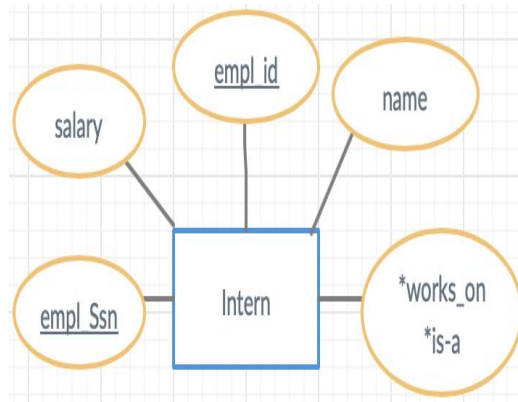 empl_id
name
salary
Intern
empl_Ssn
*works_on
*is-a